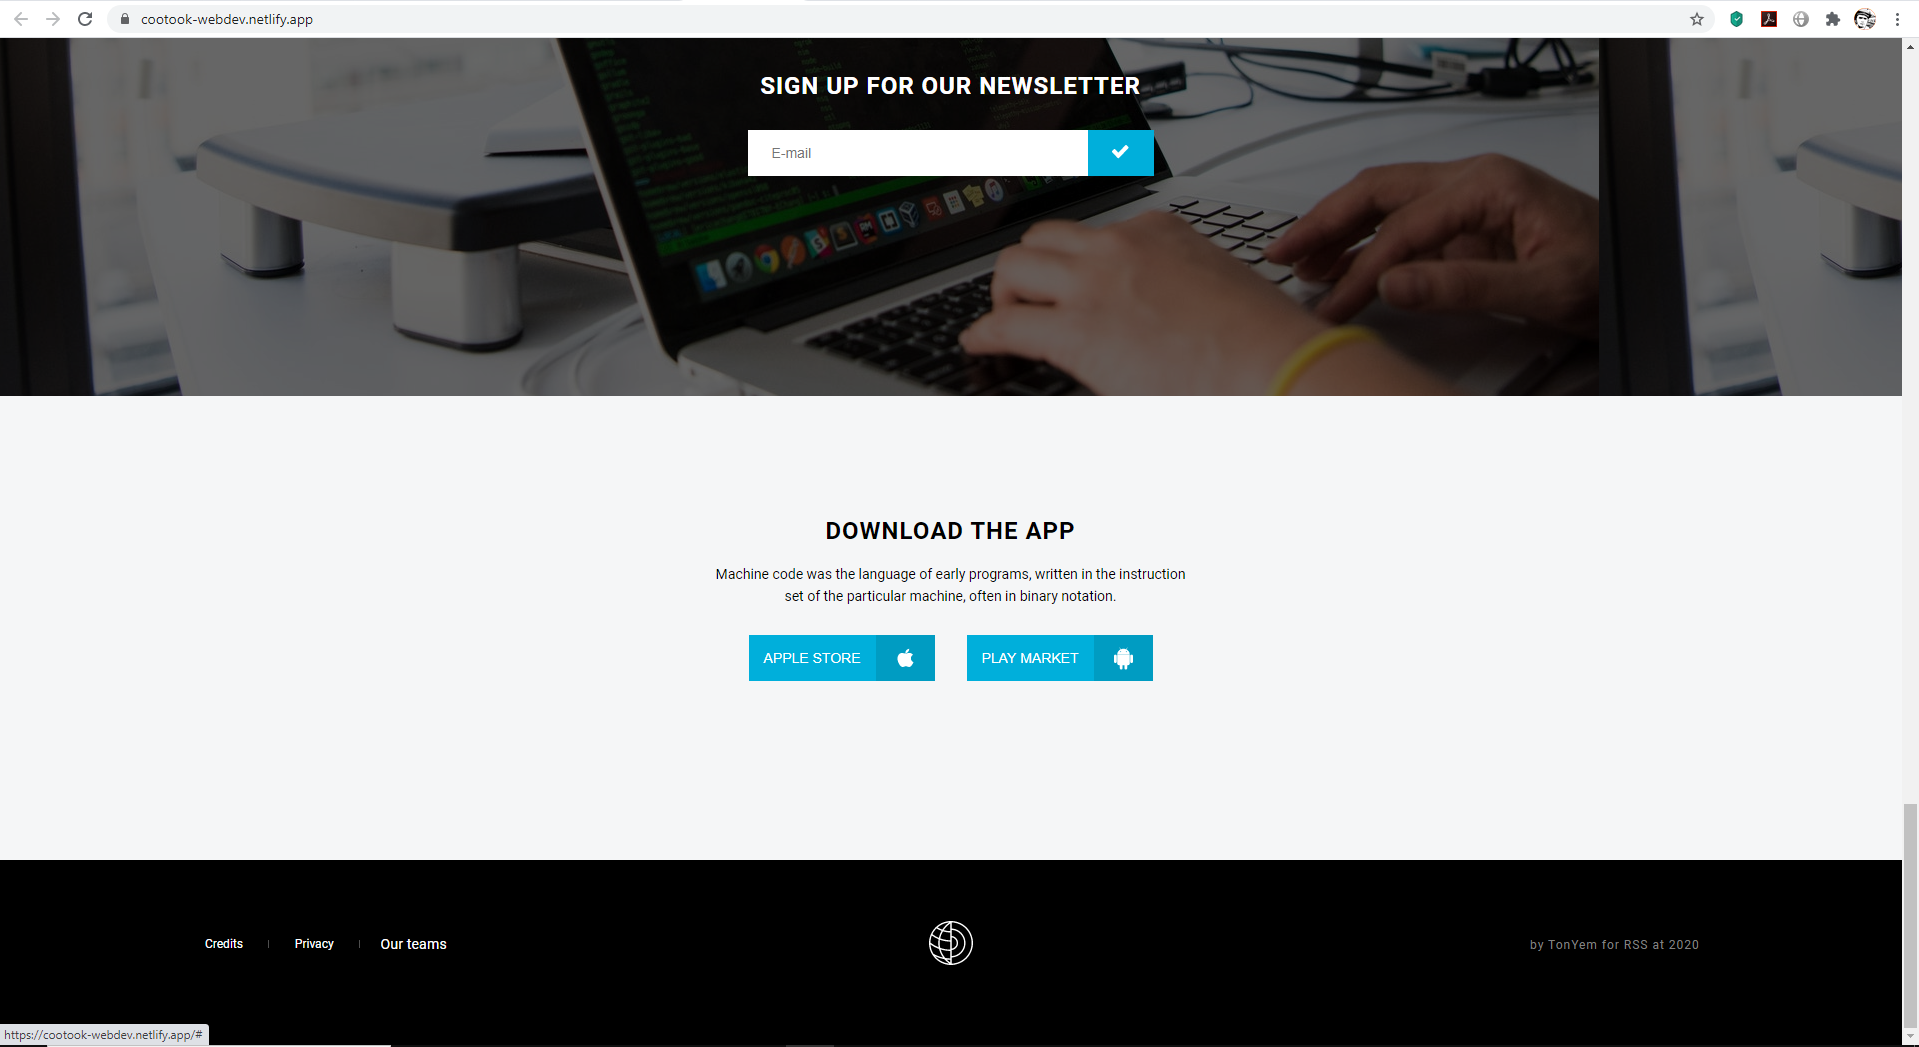 cootook-webdev.netlify.app
SIGN UP FOR OUR NEWSLETTER
E-mail
DOWNLOAD THE APP
Machine code was the language of early programs, written in the instruction
set of the particular machine, often in binary notation.
APPLE STORE
PLAY MARKET
Credits
Privacy
Our teams
by TonYem for RSS at 2020
https://cootook-webdev.netlify.app/#